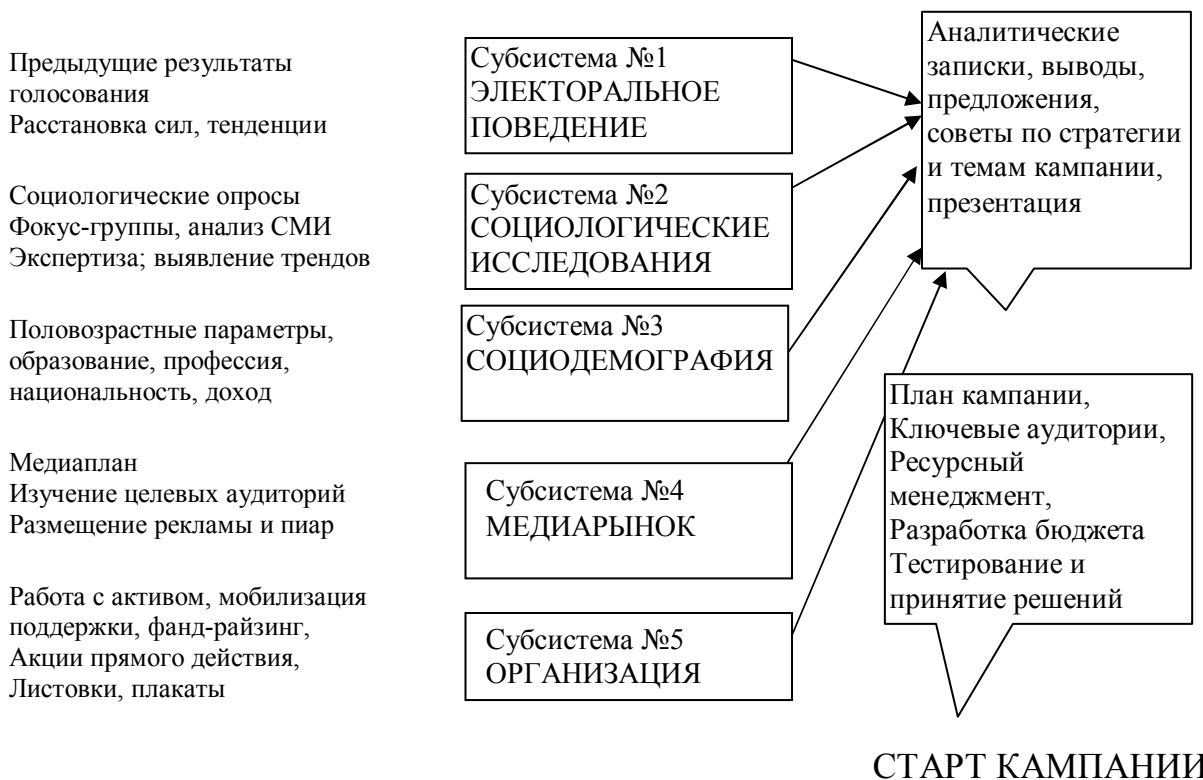 Предыдущие результаты
голосования
Расстановка сил, тенденции
Субсистема №1
ЭЛЕКТОРАЛЬНОЕ
ПОВЕДЕНИЕ
Аналитические
записки, выводы,
предложения,
советы по стратегии
и темам кампании,
презентация
Социологические опросы
Фокус-группы, анализ СМИ
Экспертиза; выявление трендов
Субсистема №2
СОЦИОЛОГИЧЕСКИЕ
ИССЛЕДОВАНИЯ
Половозрастные параметры,
образование, профессия,
национальность, доход
Субсистема №3
СОЦИОДЕМОГРАФИЯ
План кампании,
Ключевые аудитории,
Ресурсный
менеджмент,
Разработка бюджета
Тестирование и
принятие решений
Медиаплан
Изучение целевых аудиторий
Размещение рекламы и пиар
Субсистема №4
МЕДИАРЫНОК
Работа с активом, мобилизация
поддержки, фанд-райзинг,
Акции прямого действия,
Листовки, плакаты
Субсистема №5
ОРГАНИЗАЦИЯ
СТАРТ КАМПАНИИ